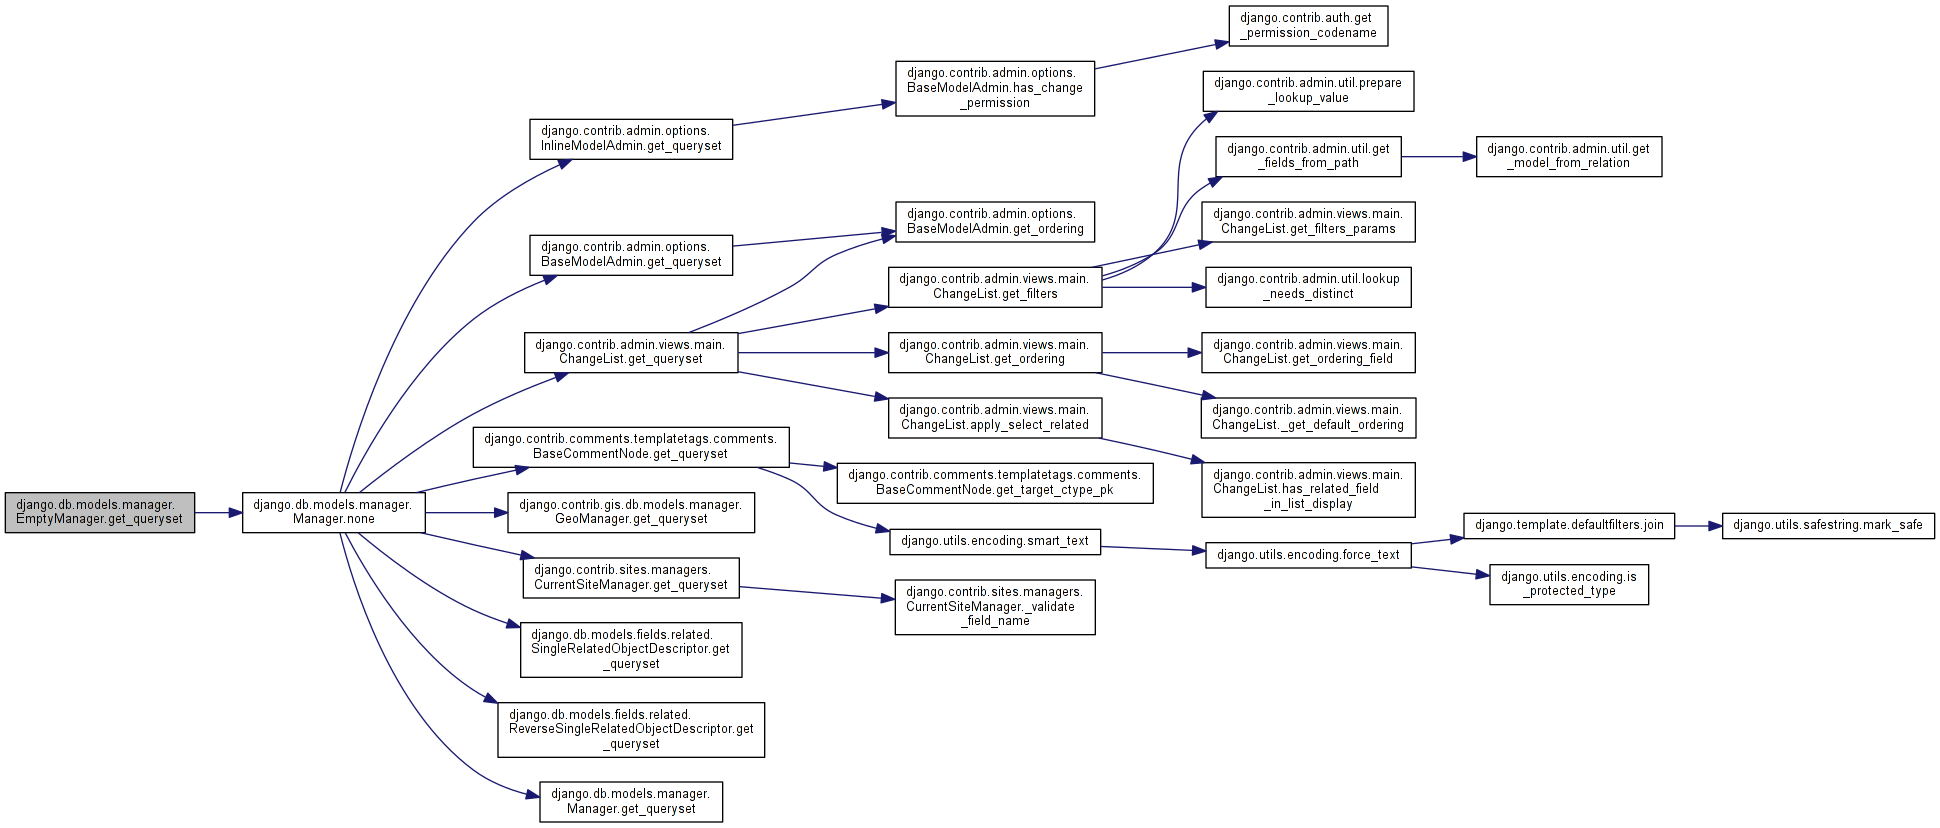 django.db.models.manager.
EmptyManager.get_queryset
django.db.models.manager.
Manager.none
django.contrib.admin.options.
InlineModelAdmin.get_queryset
django.contrib.admin.options.
BaseModelAdmin.get_queryset
django.contrib.admin.views.main.
ChangeList.get_queryset
django.contrib.comments.templatetags.comments.
BaseCommentNode.get_queryset
django.contrib.gis.db.models.manager.
GeoManager.get_queryset
django.contrib.sites.managers.
CurrentSiteManager.get_queryset
django.db.models.fields.related.
SingleRelatedObjectDescriptor.get
_queryset
django.db.models.fields.related.
ReverseSingleRelatedObjectDescriptor.get
_queryset
django.db.models.manager.
Manager.get_queryset
django.contrib.admin.options.
BaseModelAdmin.has_change
_permission
django.contrib.admin.options.
BaseModelAdmin.get_ordering
django.contrib.admin.views.main.
ChangeList.get_filters
django.contrib.admin.views.main.
ChangeList.get_ordering
django.contrib.admin.views.main.
ChangeList.apply_select_related
django.contrib.comments.templatetags.comments.
BaseCommentNode.get_target_ctype_pk
django.utils.encoding.smart_text
django.contrib.sites.managers.
CurrentSiteManager._validate
_field_name
django.contrib.auth.get
_permission_codename
django.contrib.admin.util.prepare
_lookup_value
django.contrib.admin.util.get
_fields_from_path
django.contrib.admin.views.main.
ChangeList.get_filters_params
django.contrib.admin.util.lookup
_needs_distinct
django.contrib.admin.views.main.
ChangeList.get_ordering_field
django.contrib.admin.views.main.
ChangeList._get_default_ordering
django.contrib.admin.views.main.
ChangeList.has_related_field
_in_list_display
django.utils.encoding.force_text
django.contrib.admin.util.get
_model_from_relation
django.template.defaultfilters.join
django.utils.encoding.is
_protected_type
django.utils.safestring.mark_safe